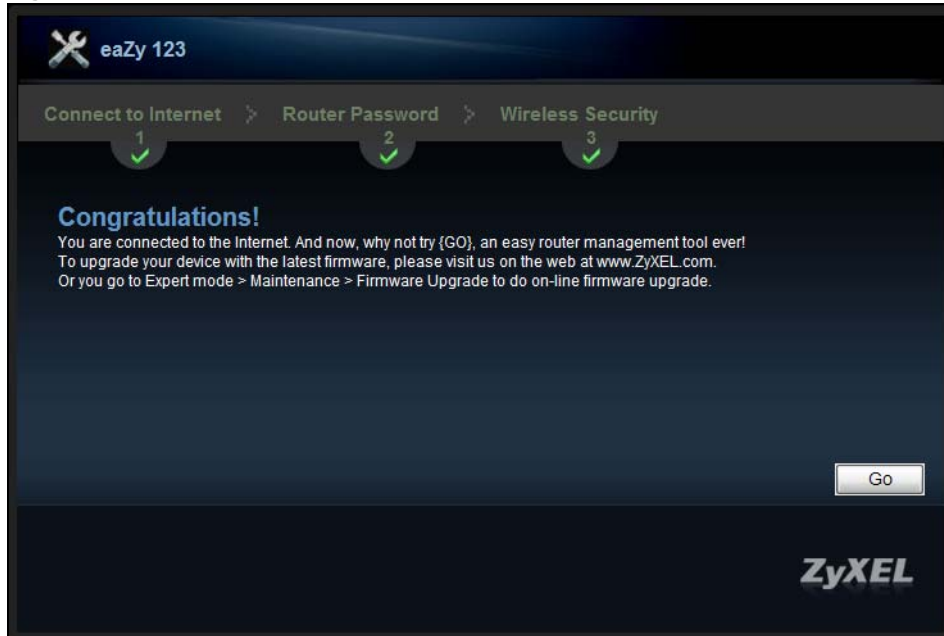 eaZy 123
Connect to Internet > Router Password > Wireless Security
1 2 3
Congratulations!
You are connected to the Internet. And now, why not try {GO}, an easy router management tool ever!
To upgrade your device with the latest firmware, please visit us on the web at www.ZyXEL.com.
Or you go to Expert mode > Maintenance > Firmware Upgrade to do on-line firmware upgrade.
Go
ZyXEL